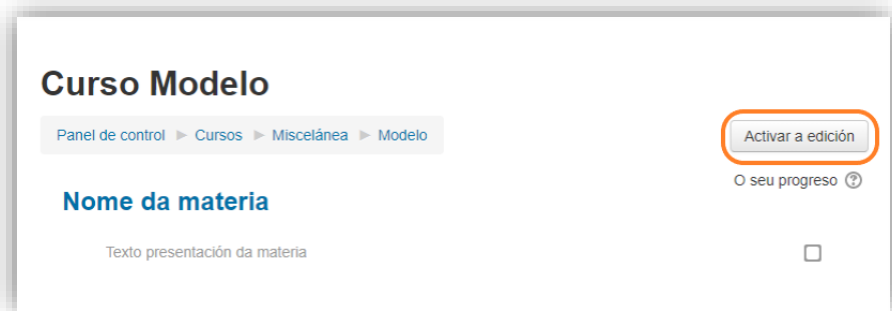 Curso Modelo
Panel de control ► Cursos ► Miscelánea ► Modelo
Activar a edición
O seu progreso ?
Nome da materia
Texto presentación da materia